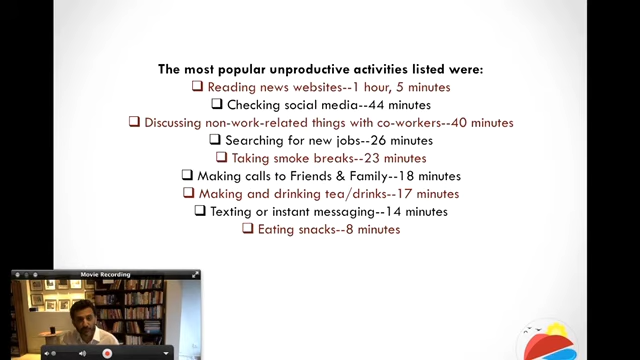 The most popular unproductive activities listed were:
❑ Reading news websites--1 hour, 5 minutes
❑ Checking social media--44 minutes
❑ Discussing non-work-related things with co-workers--40 minutes
❑ Searching for new jobs--26 minutes
❑ Taking smoke breaks--23 minutes
❑ Making calls to Friends & Family--18 minutes
❑ Making and drinking tea/drinks--17 minutes
❑ Texting or instant messaging--14 minutes
❑ Eating snacks--8 minutes
Movie Recording